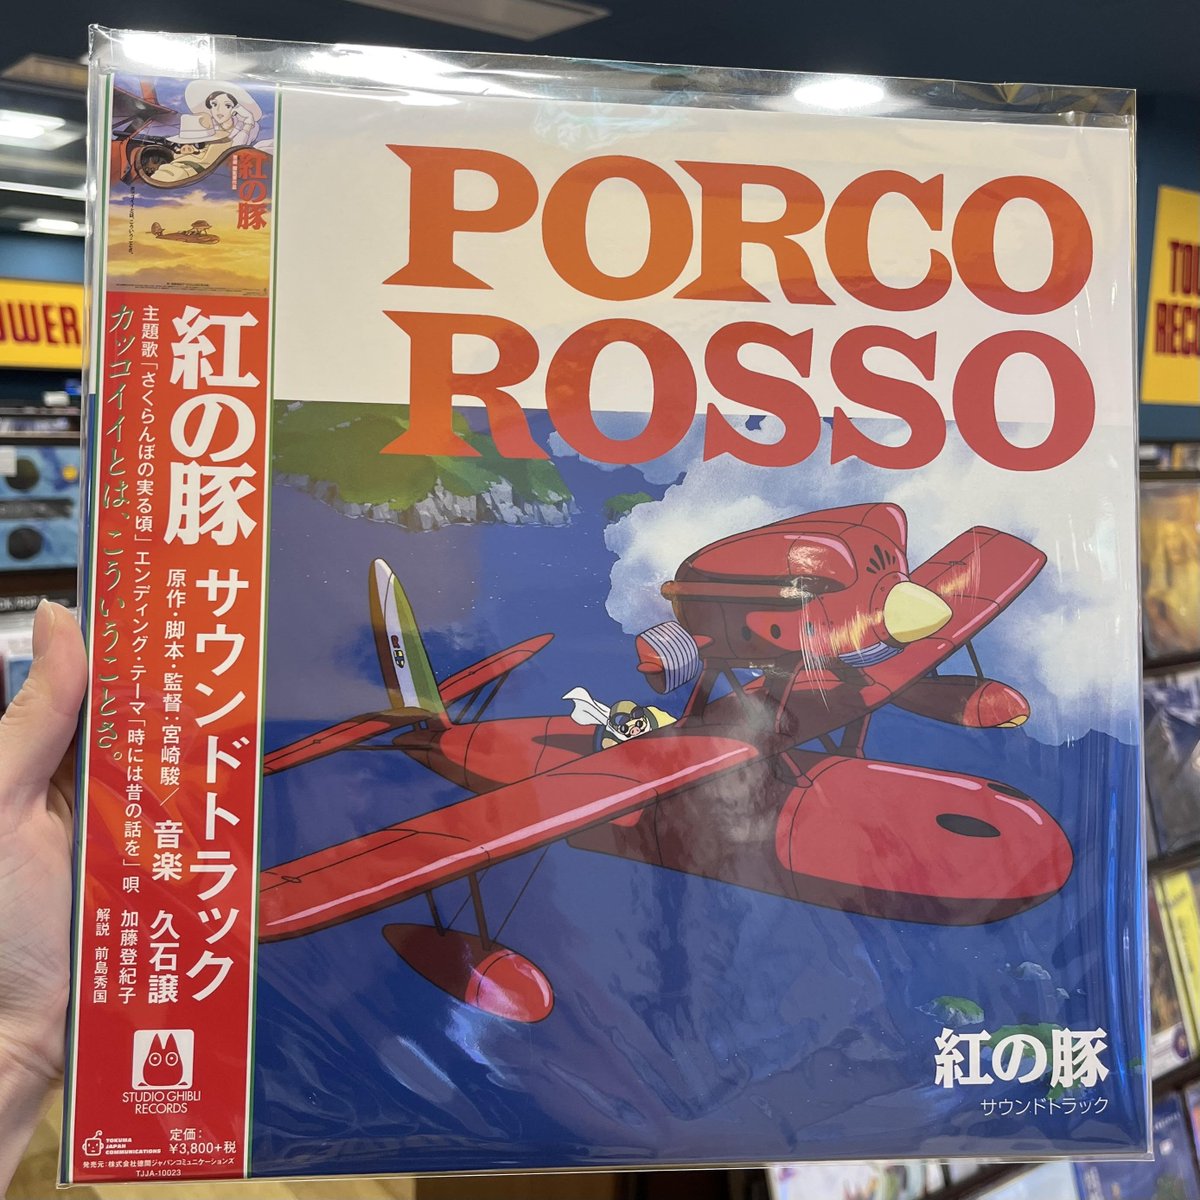 PORCO
ROSSO
紅の豚
紅の豚 サウンドトラック
原作・脚本・監督:宮崎駿/音楽 久石譲
主題歌「さくらんぼの実る頃」エンディング・テーマ「時には昔の話を」唄 加藤登紀子
カッコイイとは、こういうことさ。
解説 前島秀国
STUDIO GHIBLI
RECORDS
TOKUMA
JAPAN
COMMUNICATIONS
定価:
¥3,800+税
発売元:株式会社徳間ジャパンコミュニケーションズ
TJJA-10023
紅の豚
サウンドトラック
OWER
TOW
RECO